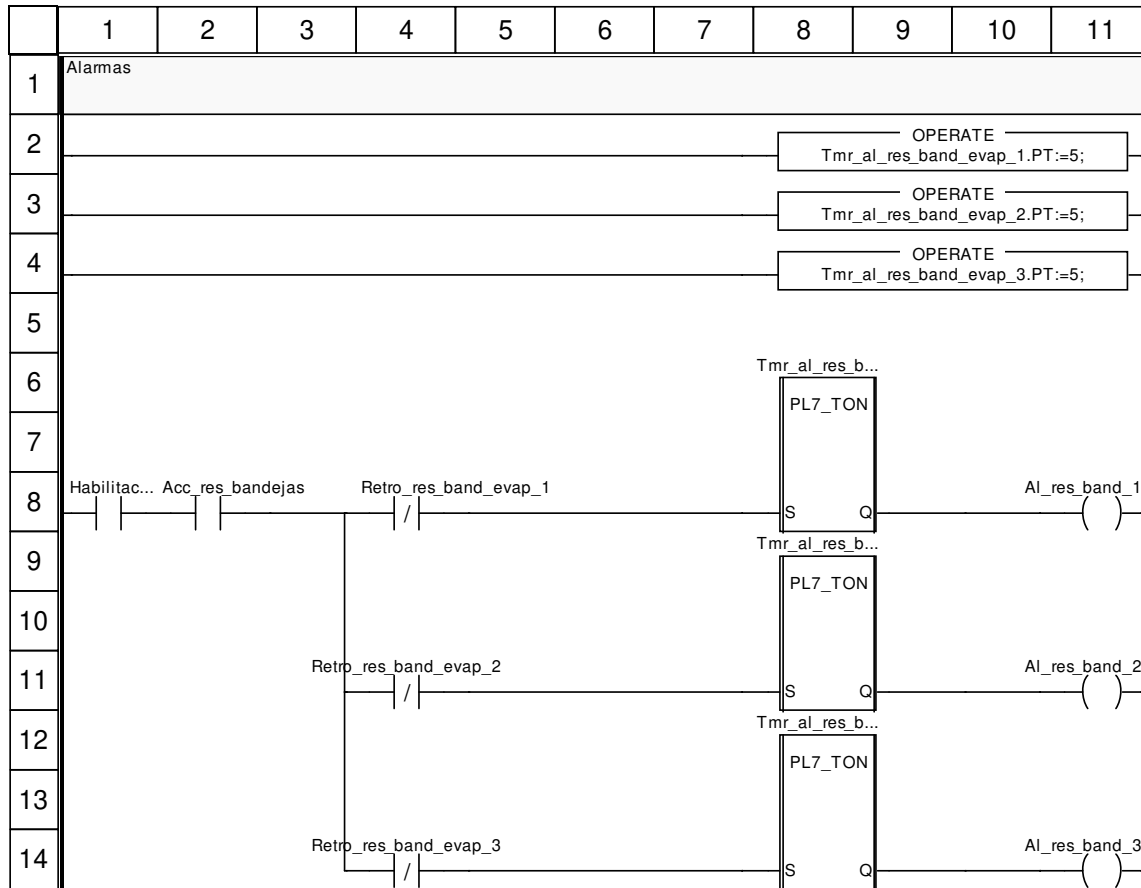 1 2 3 4 5 6 7 8 9 10 11
1 Alarmas
2 OPERATE
Tmr_al_res_band_evap_1.PT:=5;
3 OPERATE
Tmr_al_res_band_evap_2.PT:=5;
4 OPERATE
Tmr_al_res_band_evap_3.PT:=5;
5
6 Tmr_al_res_b...
PL7_TON
7
8 Habilitac... Acc_res_bandejas Retro_res_band_evap_1 Al_res_band_1
/ S Q
9 Tmr_al_res_b...
PL7_TON
10
11 Retro_res_band_evap_2 Al_res_band_2
/ S Q
12 Tmr_al_res_b...
PL7_TON
13
14 Retro_res_band_evap_3 Al_res_band_3
/ S Q